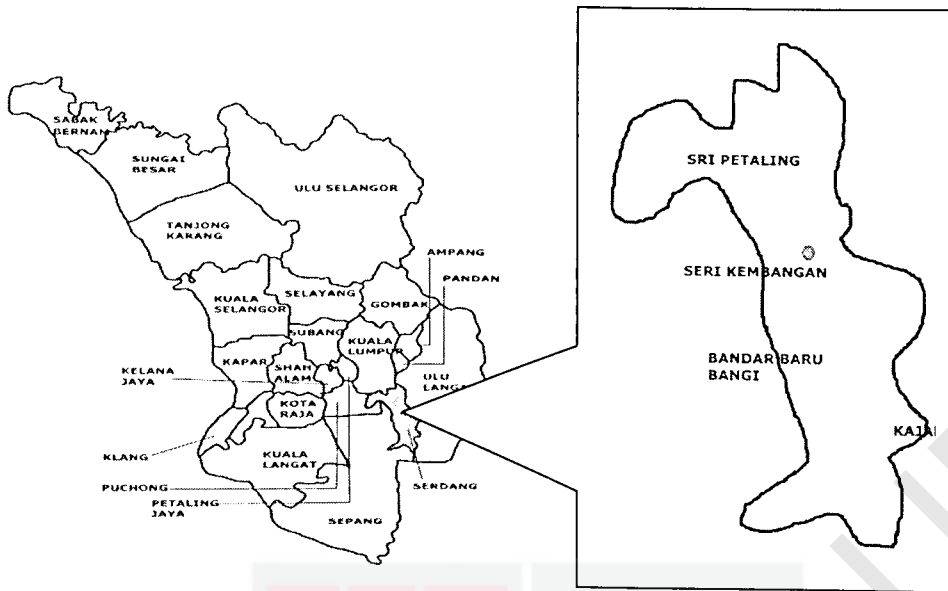 SABAK
BERNAM
SUNGAI
BESAR
ULU SELANGOR
TANJONG
KARANG
AMPANG
PANDAN
KUALA
SELANGOR
SELAYANG
GOMBAK
SUBANG
KUALA
LUMPUR
KAPAR
SHAH
ALAM
KELANA
JAYA
ULU
LANGA
KOTA
RAJA
KLANG
KUALA
LANGAT
PUCHONG
PETALING
JAYA
SERDANG
SEPANG
SRI PETALING
SERI KEMBANGAN
BANDAR BARU
BANGI
KAJA